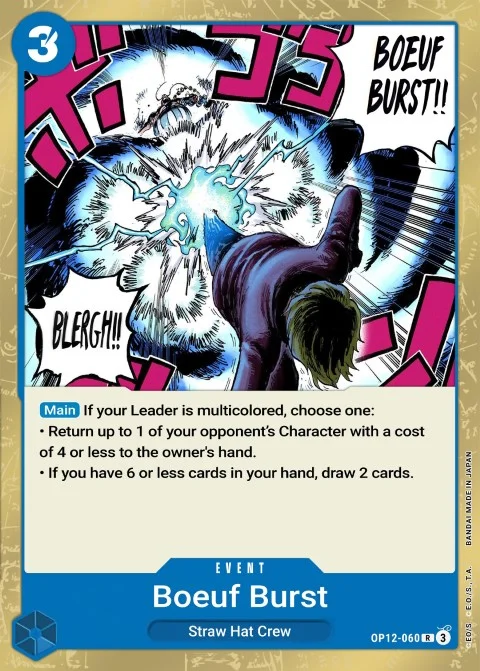 3
BOEUF
BURST!!
BLERGH!!
Main If your Leader is multicolored, choose one:
• Return up to 1 of your opponent's Character with a cost
of 4 or less to the owner's hand.
• If you have 6 or less cards in your hand, draw 2 cards.
EVENT
Boeuf Burst
Straw Hat Crew
OP12-060 R 3
©E.O/S. ©E.O./S., T.A. BANDAI MADE IN JAPAN